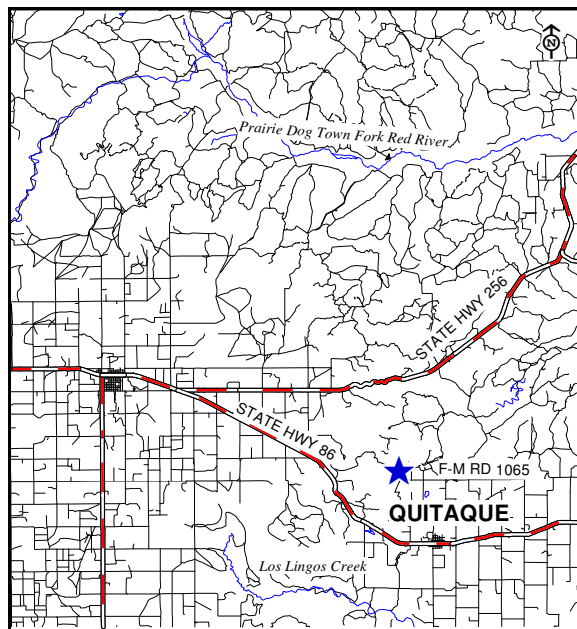 N
Prairie Dog Town Fork Red River
STATE HWY 256
STATE HWY 86
F-M RD 1065
QUITAQUE
Los Lingos Creek